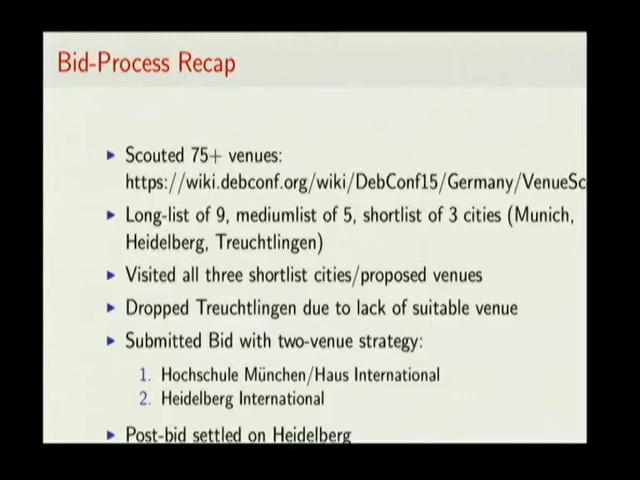 Bid-Process Recap
Scouted 75+ venues:
https://wiki.debconf.org/wiki/DebConf15/Germany/VenueSc
Long-list of 9, mediumlist of 5, shortlist of 3 cities (Munich,
Heidelberg, Treuchtlingen)
Visited all three shortlist cities/proposed venues
Dropped Treuchtlingen due to lack of suitable venue
Submitted Bid with two-venue strategy:
1. Hochschule München/Haus International
2. Heidelberg International
Post-bid settled on Heidelberg